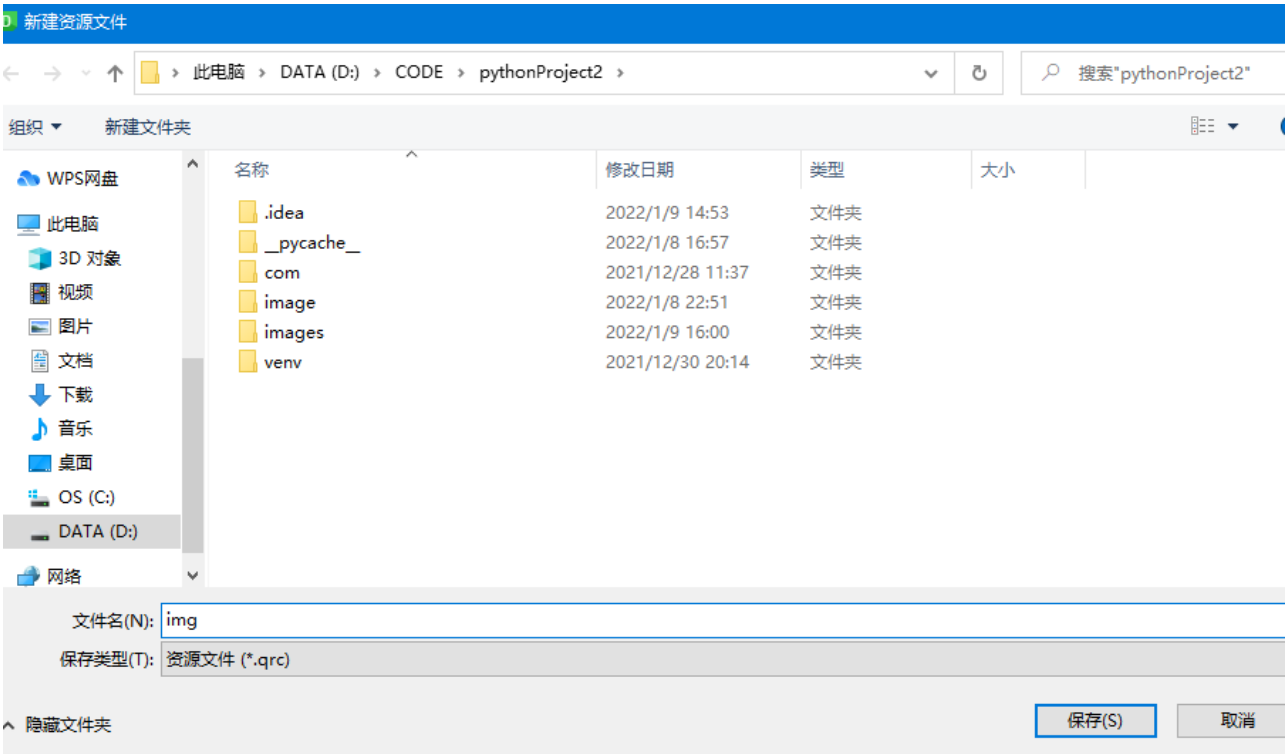 新建资源文件
此电脑 › DATA (D:) › CODE › pythonProject2 ›
搜索"pythonProject2"
组织 新建文件夹
名称 修改日期 类型 大小
WPS网盘
此电脑
3D 对象
视频
图片
文档
下载
音乐
桌面
OS (C:)
DATA (D:)
网络
.idea 2022/1/9 14:53 文件夹
__pycache__ 2022/1/8 16:57 文件夹
com 2021/12/28 11:37 文件夹
image 2022/1/8 22:51 文件夹
images 2022/1/9 16:00 文件夹
venv 2021/12/30 20:14 文件夹
文件名(N): img
保存类型(T): 资源文件 (*.qrc)
隐藏文件夹 保存(S) 取消